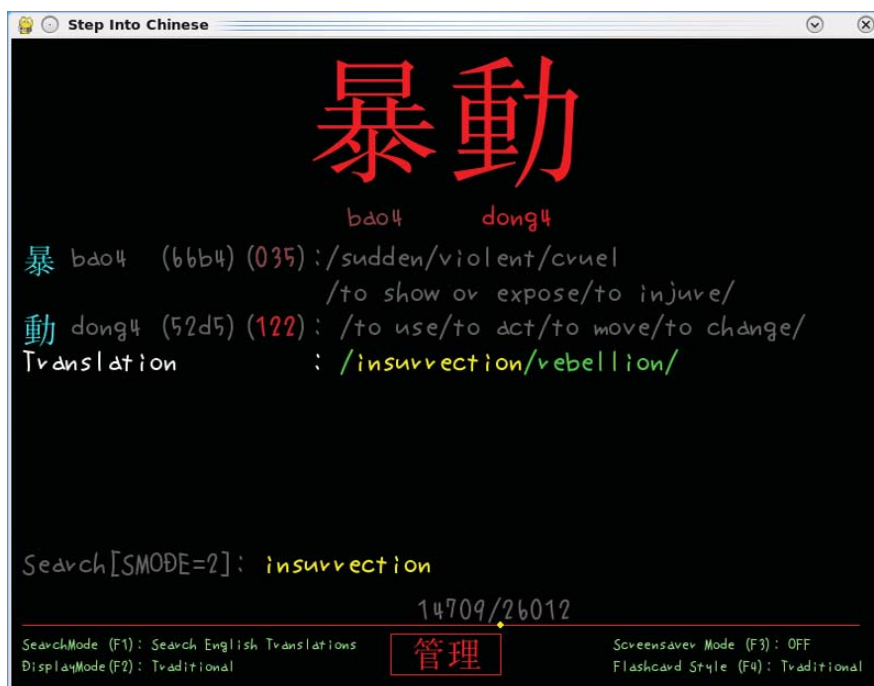 Step Into Chinese
暴動
bao4 dong4
暴 bao4 (66b4) (035) : /sudden/violent/cruel
/to show or expose/to injure/
動 dong4 (52d5) (122) : /to use/to act/to move/to change/
Translation : /insurrection/rebellion/
Search[SMODE=2]: insurrection
14709/26012
SearchMode (F1): Search English Translations
DisplayMode(F2): Traditional
管理
Screensaver Mode (F3): OFF
Flashcard Style (F4): Traditional